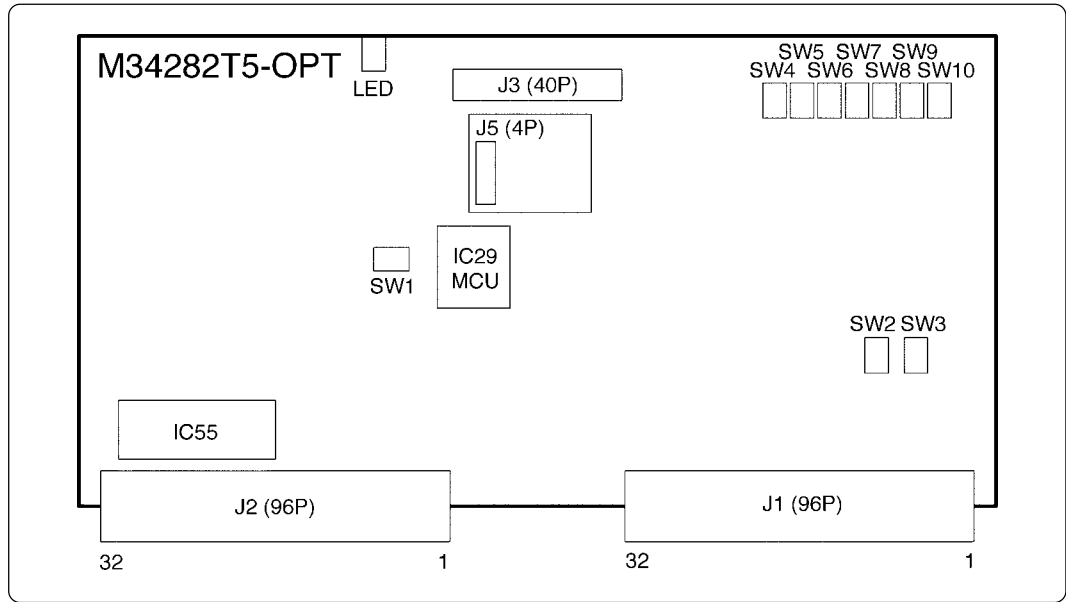 M34282T5-OPT
LED
J3 (40P)
SW5 SW7 SW9
SW4 SW6 SW8 SW10
J5 (4P)
IC29
MCU
SW1
SW2 SW3
IC55
J2 (96P)
J1 (96P)
32 1
32 1